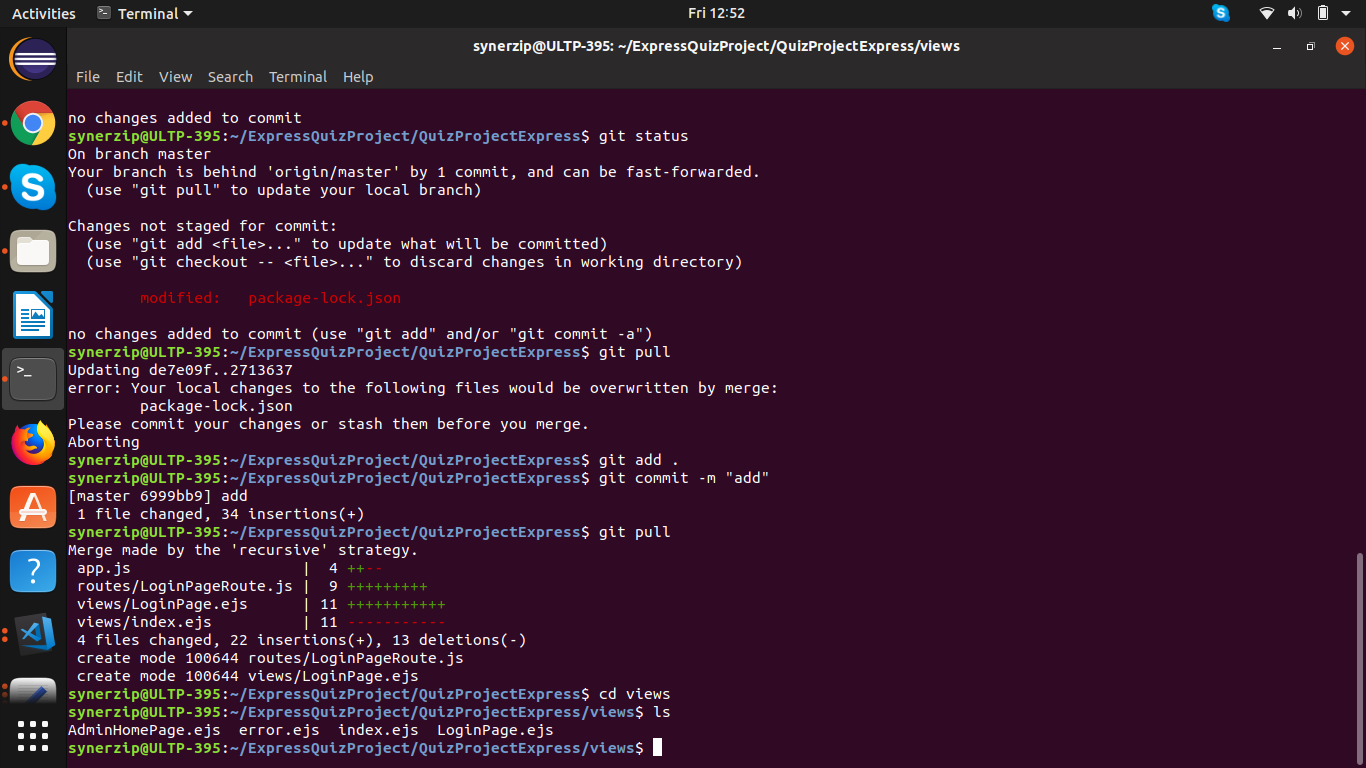 Activities Terminal Fri 12:52
synerzip@ULTP-395: ~/ExpressQuizProject/QuizProjectExpress/views
File Edit View Search Terminal Help
no changes added to commit
synerzip@ULTP-395:~/ExpressQuizProject/QuizProjectExpress$ git status
On branch master
Your branch is behind 'origin/master' by 1 commit, and can be fast-forwarded.
  (use "git pull" to update your local branch)
Changes not staged for commit:
  (use "git add <file>..." to update what will be committed)
  (use "git checkout -- <file>..." to discard changes in working directory)
        modified:   package-lock.json
no changes added to commit (use "git add" and/or "git commit -a")
synerzip@ULTP-395:~/ExpressQuizProject/QuizProjectExpress$ git pull
Updating de7e09f..2713637
error: Your local changes to the following files would be overwritten by merge:
        package-lock.json
Please commit your changes or stash them before you merge.
Aborting
synerzip@ULTP-395:~/ExpressQuizProject/QuizProjectExpress$ git add .
synerzip@ULTP-395:~/ExpressQuizProject/QuizProjectExpress$ git commit -m "add"
[master 6999bb9] add
 1 file changed, 34 insertions(+)
synerzip@ULTP-395:~/ExpressQuizProject/QuizProjectExpress$ git pull
Merge made by the 'recursive' strategy.
 app.js                   |  4 ++--
 routes/LoginPageRoute.js |  9 +++++++++
 views/LoginPage.ejs      | 11 +++++++++++
 views/index.ejs          | 11 -----------
 4 files changed, 22 insertions(+), 13 deletions(-)
 create mode 100644 routes/LoginPageRoute.js
 create mode 100644 views/LoginPage.ejs
synerzip@ULTP-395:~/ExpressQuizProject/QuizProjectExpress$ cd views
synerzip@ULTP-395:~/ExpressQuizProject/QuizProjectExpress/views$ ls
AdminHomePage.ejs  error.ejs  index.ejs  LoginPage.ejs
synerzip@ULTP-395:~/ExpressQuizProject/QuizProjectExpress/views$